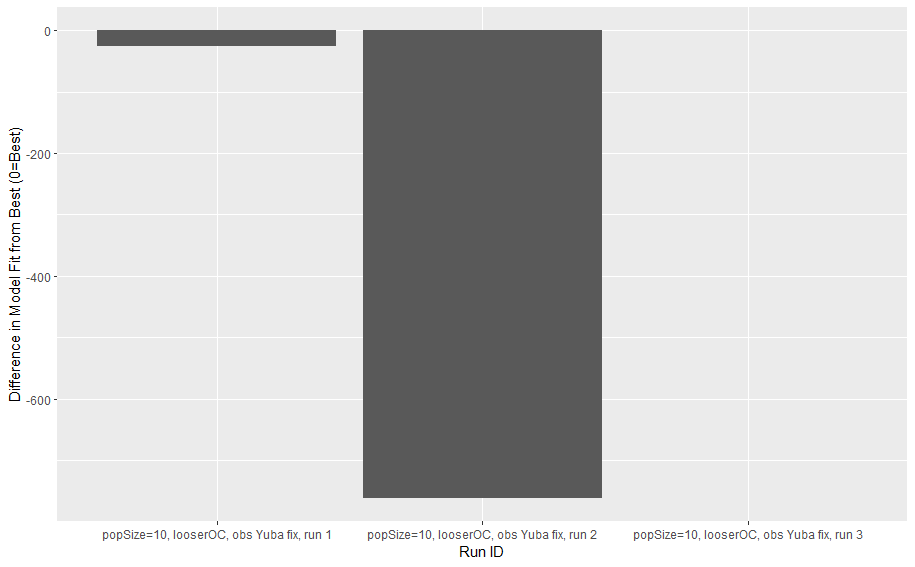 Difference in Model Fit from Best (0=Best)
0
-200
-400
-600
popSize=10, looserOC, obs Yuba fix, run 1
popSize=10, looserOC, obs Yuba fix, run 2
popSize=10, looserOC, obs Yuba fix, run 3
Run ID